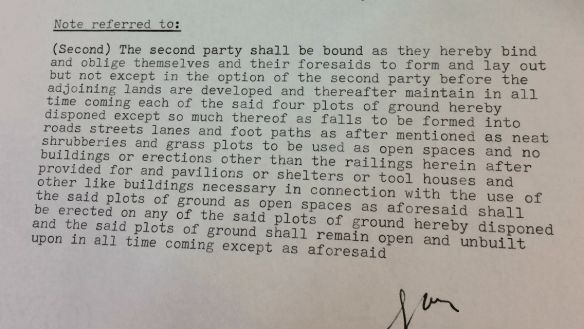 Note referred to:
(Second) The second party shall be bound as they hereby bind
and oblige themselves and their foresaids to form and lay out
but not except in the option of the second party before the
adjoining lands are developed and thereafter maintain in all
time coming each of the said four plots of ground hereby
disponed except so much thereof as falls to be formed into
roads streets lanes and foot paths as after mentioned as neat
shrubberies and grass plots to be used as open spaces and no
buildings or erections other than the railings herein after
provided for and pavilions or shelters or tool houses and
other like buildings necessary in connection with the use of
the said plots of ground as open spaces as aforesaid shall
be erected on any of the said plots of ground hereby disponed
and the said plots of ground shall remain open and unbuilt
upon in all time coming except as aforesaid